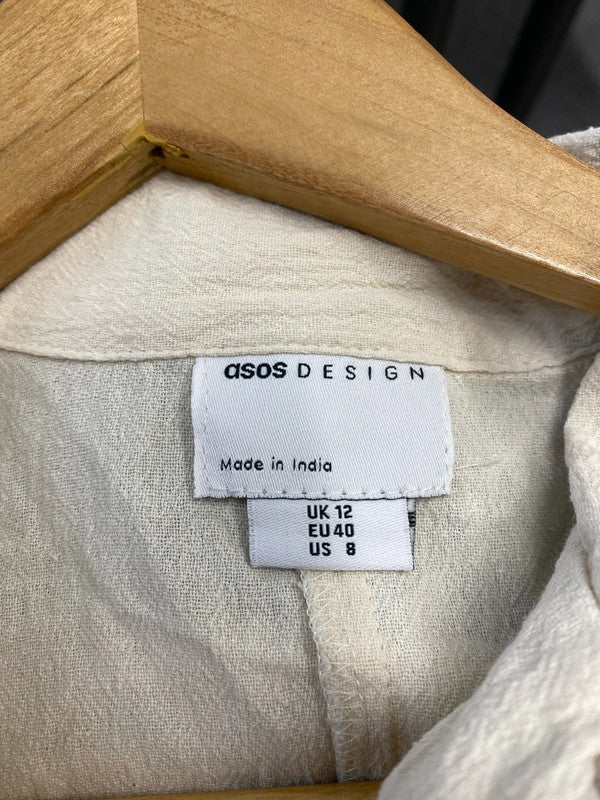 asos DESIGN
Made in India
UK 12
EU 40
US 8